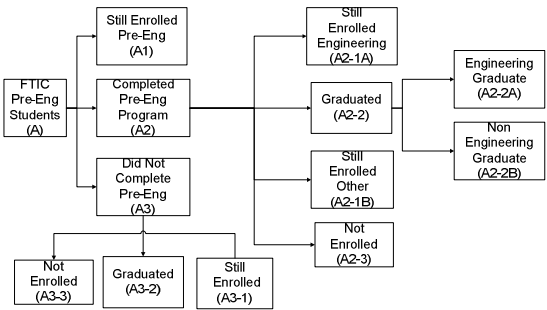 Still Enrolled
Pre-Eng
(A1)
Still
Enrolled
Engineering
(A2-1A)
FTIC
Pre-Eng
Students
(A)
Completed
Pre-Eng
Program
(A2)
Graduated
(A2-2)
Engineering
Graduate
(A2-2A)
Non
Engineering
Graduate
(A2-2B)
Did Not
Complete
Pre-Eng
(A3)
Still
Enrolled
Other
(A2-1B)
Not
Enrolled
(A2-3)
Not
Enrolled
(A3-3)
Graduated
(A3-2)
Still
Enrolled
(A3-1)